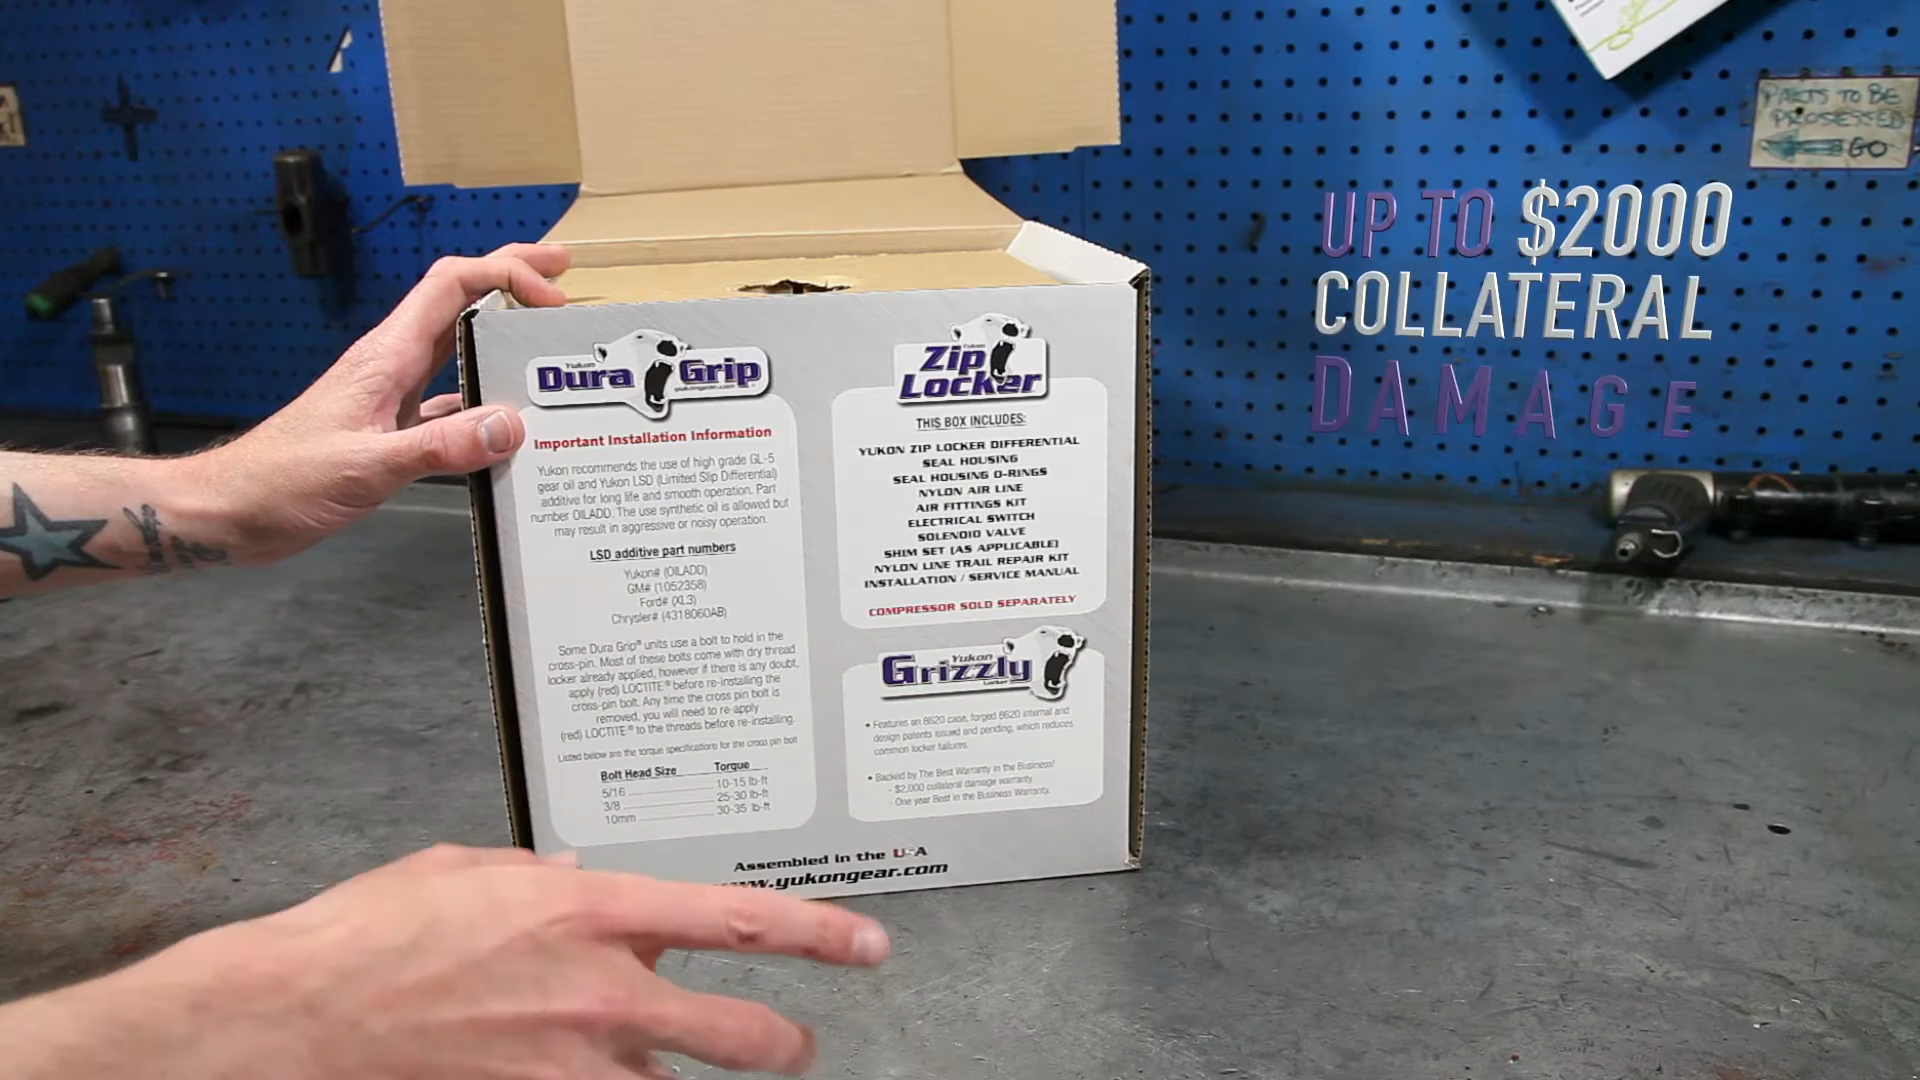 PARTS TO BE
PROSESSED
GO
UP TO $2000
COLLATERAL
DAMAGE
Yukon
Dura Grip
yukongear.com
Important Installation Information
Yukon recommends the use of high grade GL-5
gear oil and Yukon LSD (Limited Slip Differential)
additive for long life and smooth operation. Part
number OILADD. The use synthetic oil is allowed but
may result in aggressive or noisy operation.
LSD additive part numbers
Yukon# (OILADD)
GM# (1052358)
Ford# (XL3)
Chrysler# (4318060AB)
Some Dura Grip® units use a bolt to hold in the
cross-pin. Most of these bolts come with dry thread
locker already applied, however if there is any doubt,
apply (red) LOCTITE® before re-installing the
cross-pin bolt. Any time the cross pin bolt is
removed, you will need to re-apply
(red) LOCTITE® to the threads before re-installing.
Listed below are the torque specifications for the cross pin bolt
Bolt Head Size Torque
5/16 10-15 lb-ft
3/8 25-30 lb-ft
10mm 30-35 lb-ft
Yukon
Zip
Locker
THIS BOX INCLUDES:
YUKON ZIP LOCKER DIFFERENTIAL
SEAL HOUSING
SEAL HOUSING O-RINGS
NYLON AIR LINE
AIR FITTINGS KIT
ELECTRICAL SWITCH
SOLENOID VALVE
SHIM SET (AS APPLICABLE)
NYLON LINE TRAIL REPAIR KIT
INSTALLATION / SERVICE MANUAL
COMPRESSOR SOLD SEPARATELY
Yukon
Grizzly
Locker
• Features an 8620 case, forged 8620 internal and
design patents issued and pending, which reduces
common locker failures.
• Backed by The Best Warranty in the Business!
- $2,000 collateral damage warranty.
- One year Best in the Business Warranty.
Assembled in the USA
www.yukongear.com